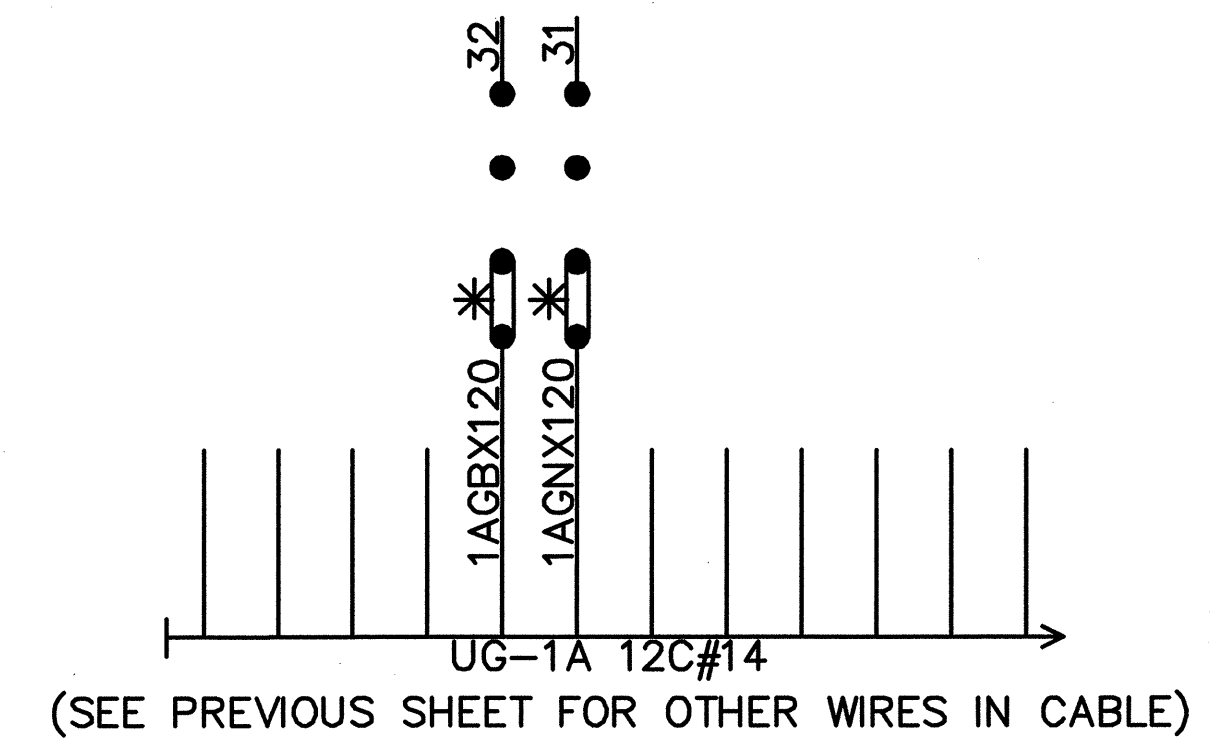 32
31
1AGBX120
1AGNX120
UG-1A 12C#14
(SEE PREVIOUS SHEET FOR OTHER WIRES IN CABLE)